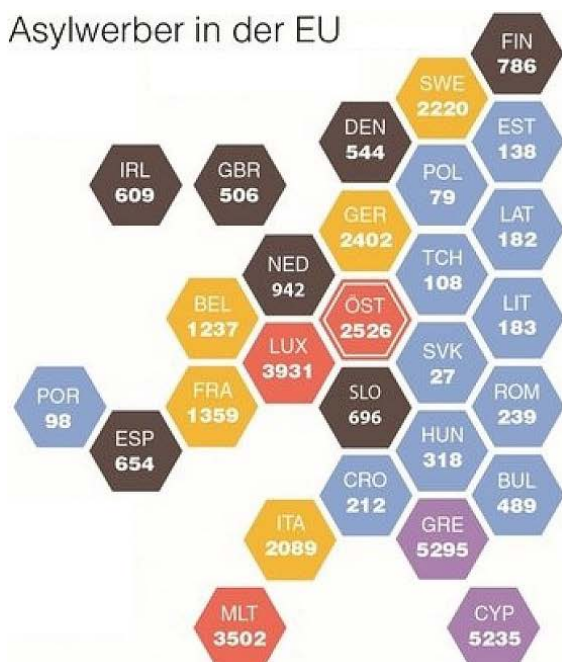 Asylwerber in der EU
FIN
786
SWE
2220
DEN
544
EST
138
IRL
609
GBR
506
POL
79
GER
2402
LAT
182
NED
942
TCH
108
BEL
1237
ÖST
2526
LIT
183
LUX
3931
SVK
27
POR
98
FRA
1359
SLO
696
ROM
239
ESP
654
HUN
318
CRO
212
BUL
489
ITA
2089
GRE
5295
MLT
3502
CYP
5235